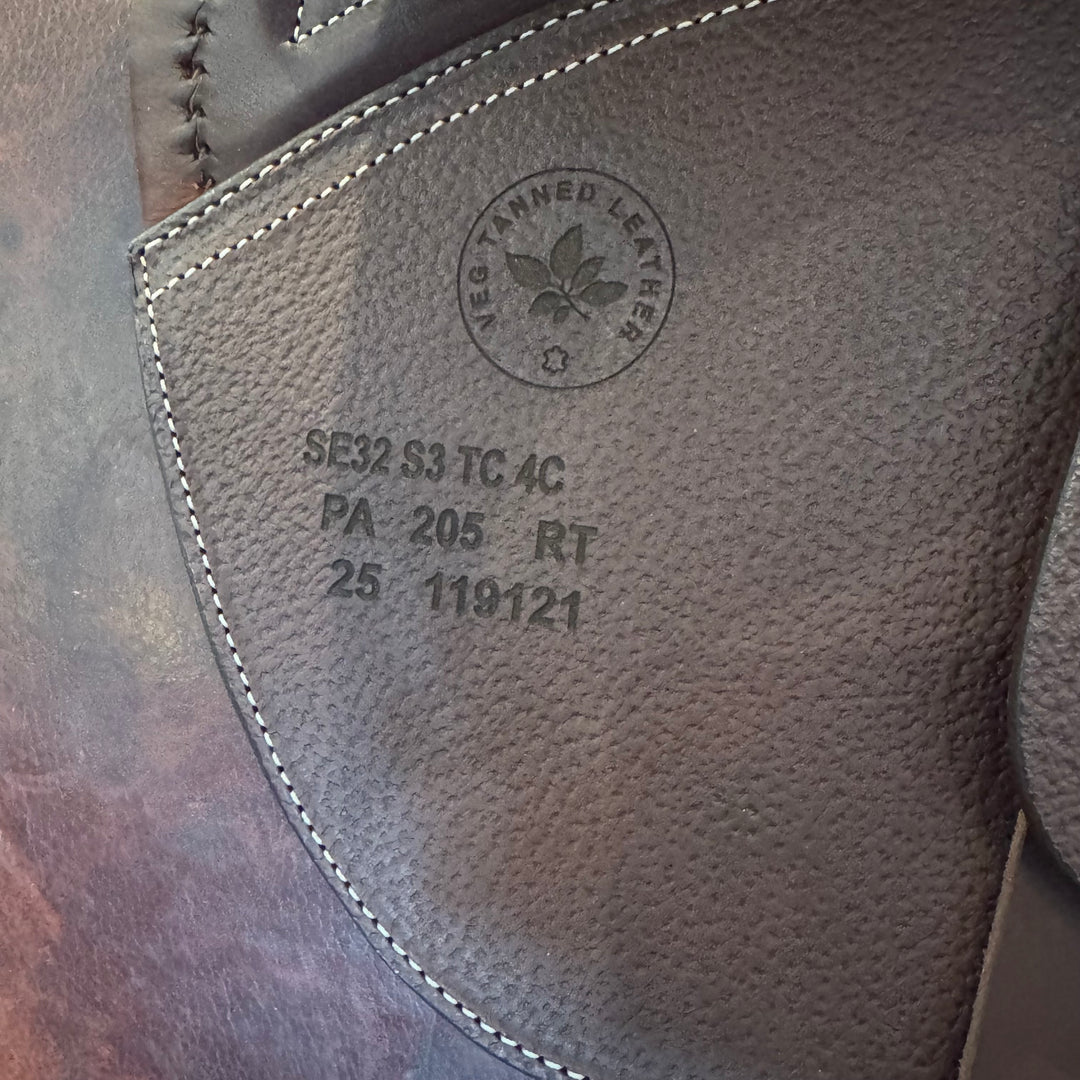 VEG TANNED LEATHER
SE32 S3 TC 4C
PA 205 RT
25 119121